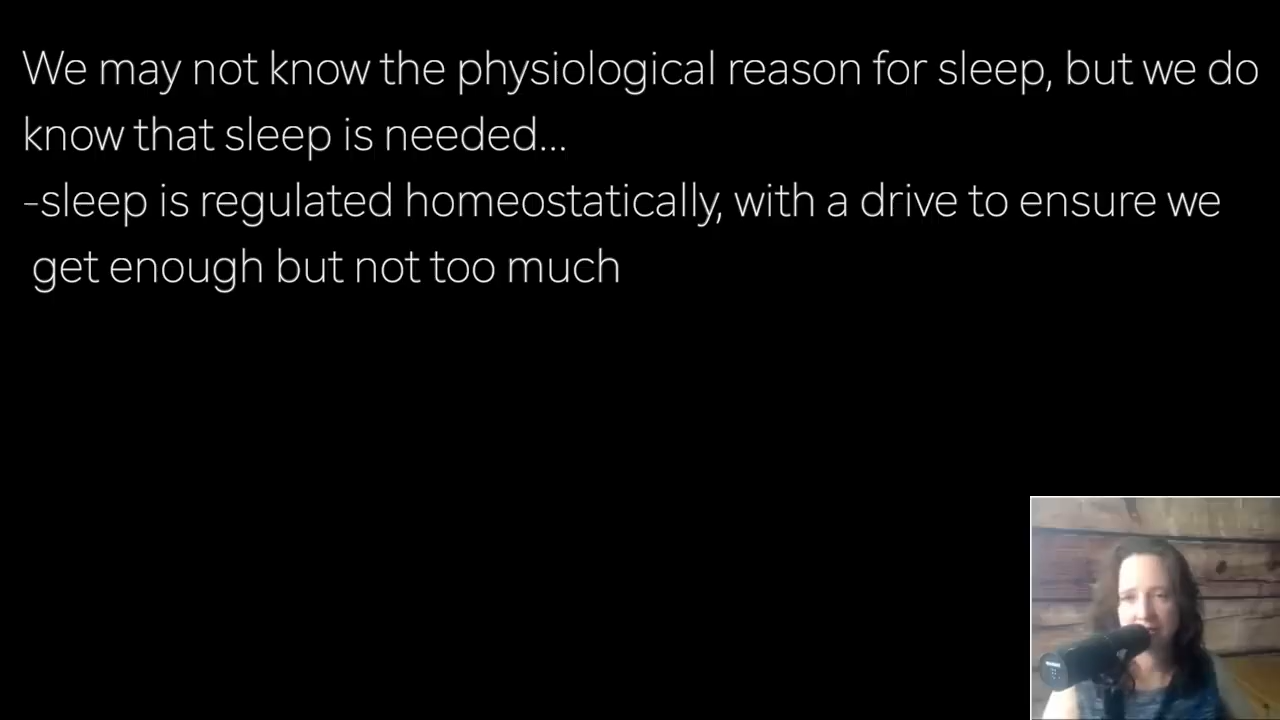 We may not know the physiological reason for sleep, but we do
know that sleep is needed...
-sleep is regulated homeostatically, with a drive to ensure we
get enough but not too much